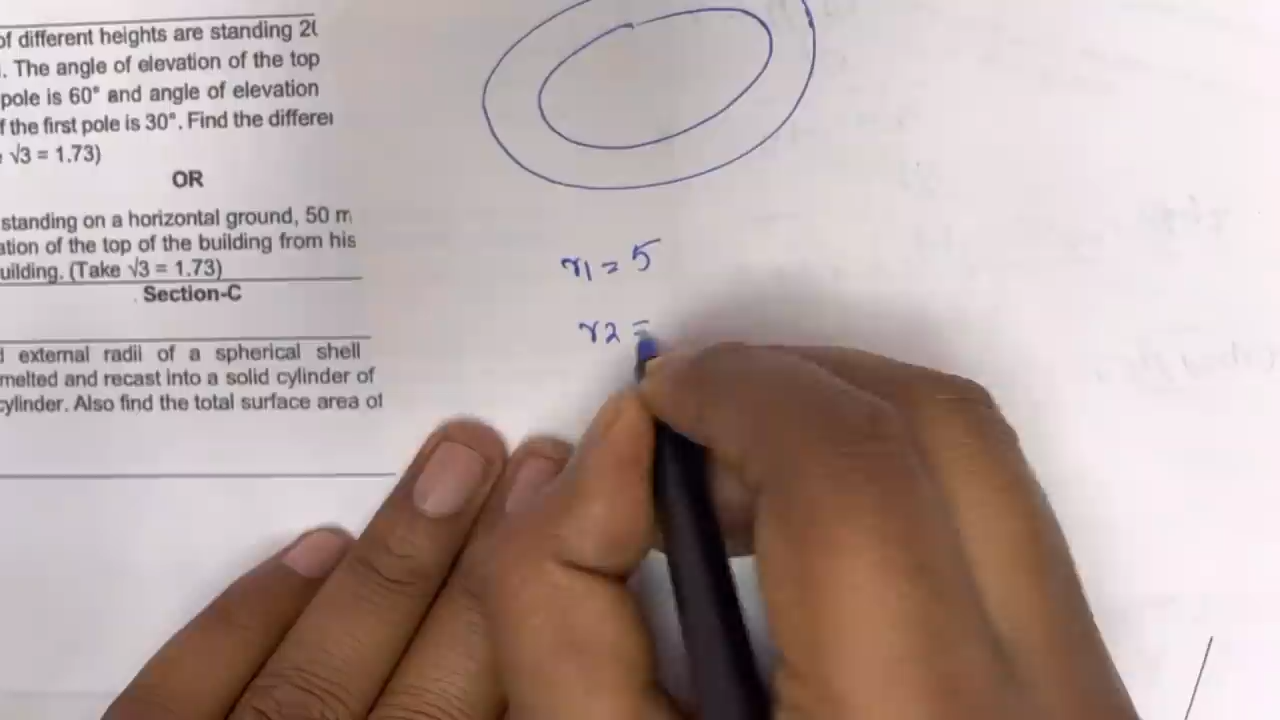 of different heights are standing
. The angle of elevation of the top
pole is 60° and angle of elevation
the first pole is 30°. Find the
√3 = 1.73)
OR
standing on a horizontal ground, 50 m
ation of the top of the building from his
uilding. (Take √3 = 1.73)
Section-C
external radii of a spherical shell
melted and recast into a solid cylinder of
cylinder. Also find the total surface area of
r1 = 5
r2 =